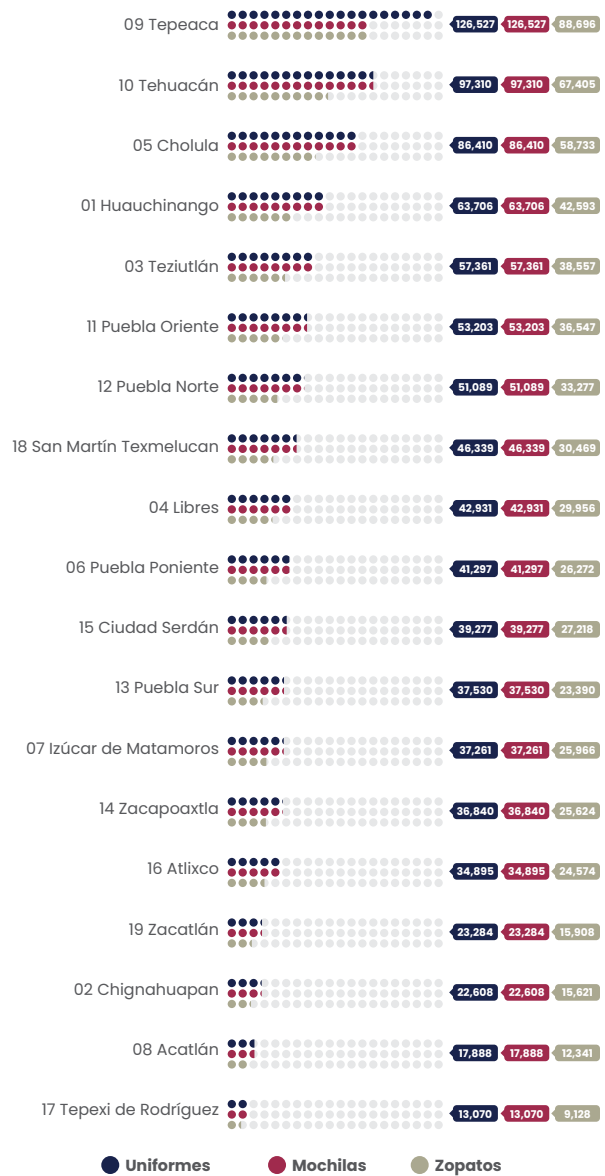 09 Tepeaca 126,527 126,527 88,696
10 Tehuacán 97,310 97,310 67,405
05 Cholula 86,410 86,410 58,733
01 Huauchinango 63,706 63,706 42,593
03 Teziutlán 57,361 57,361 38,557
11 Puebla Oriente 53,203 53,203 36,547
12 Puebla Norte 51,089 51,089 33,277
18 San Martín Texmelucan 46,339 46,339 30,469
04 Libres 42,931 42,931 29,956
06 Puebla Poniente 41,297 41,297 26,272
15 Ciudad Serdán 39,277 39,277 27,218
13 Puebla Sur 37,530 37,530 23,390
07 Izúcar de Matamoros 37,261 37,261 25,966
14 Zacapoaxtla 36,840 36,840 25,624
16 Atlixco 34,895 34,895 24,574
19 Zacatlán 23,284 23,284 15,908
02 Chignahuapan 22,608 22,608 15,621
08 Acatlán 17,888 17,888 12,341
17 Tepexi de Rodríguez 13,070 13,070 9,128
Uniformes Mochilas Zopatos